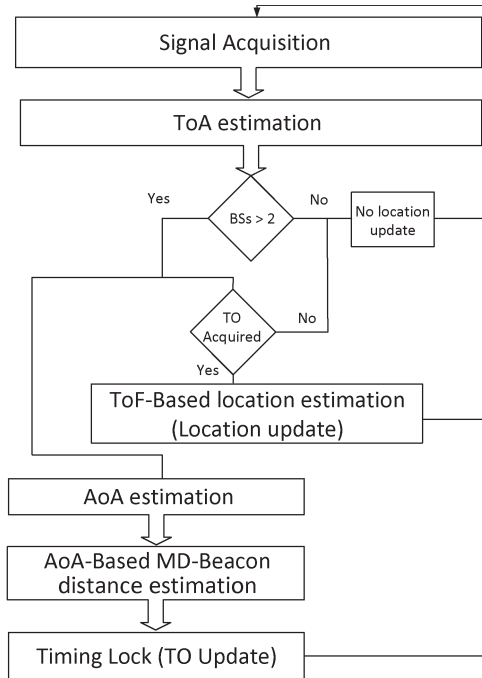 Signal Acquisition
ToA estimation
Yes
BSs > 2
No
No location
update
TO
Acquired
No
Yes
ToF-Based location estimation
(Location update)
AoA estimation
AoA-Based MD-Beacon
distance estimation
Timing Lock (TO Update)